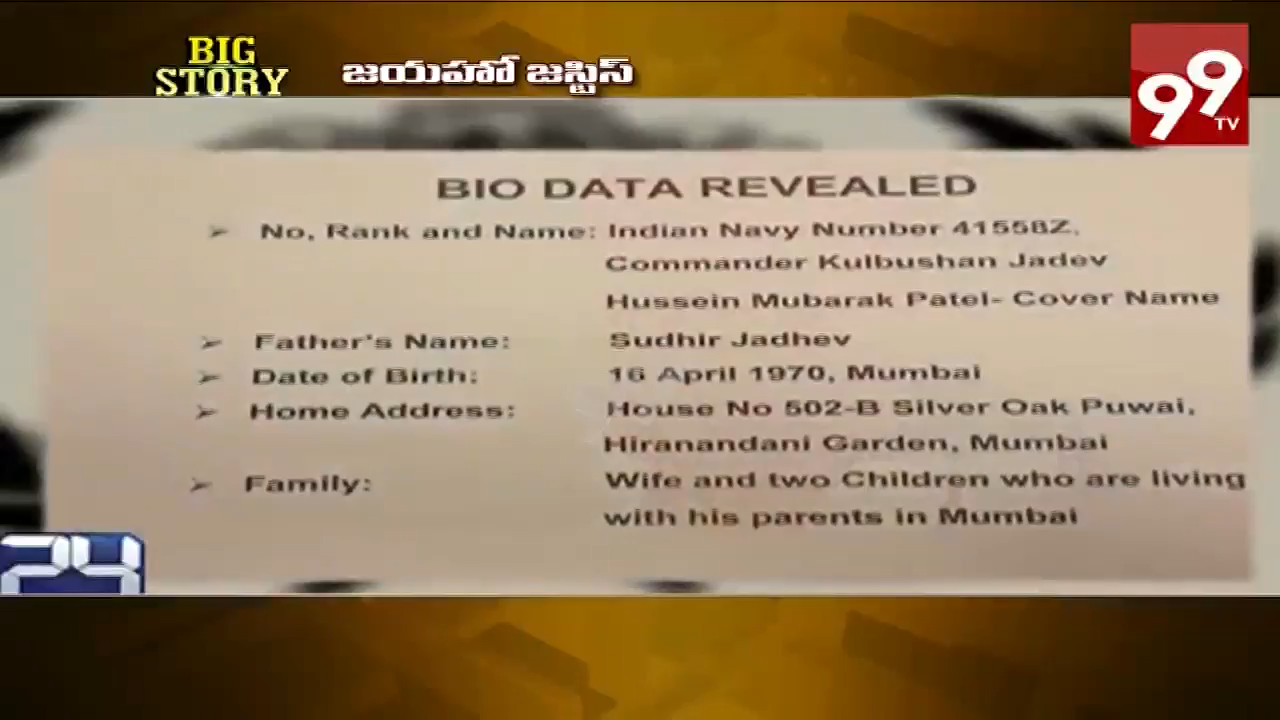 BIG
STORY
జయహో జస్టిస్
99
TV
BIO DATA REVEALED
➢ No, Rank and Name: Indian Navy Number 41558Z,
Commander Kulbushan Jadev
Hussein Mubarak Patel- Cover Name
➢ Father's Name: Sudhir Jadhev
➢ Date of Birth: 16 April 1970, Mumbai
➢ Home Address: House No 502-B Silver Oak Puwai,
Hiranandani Garden, Mumbai
➢ Family: Wife and two Children who are living
with his parents in Mumbai
24